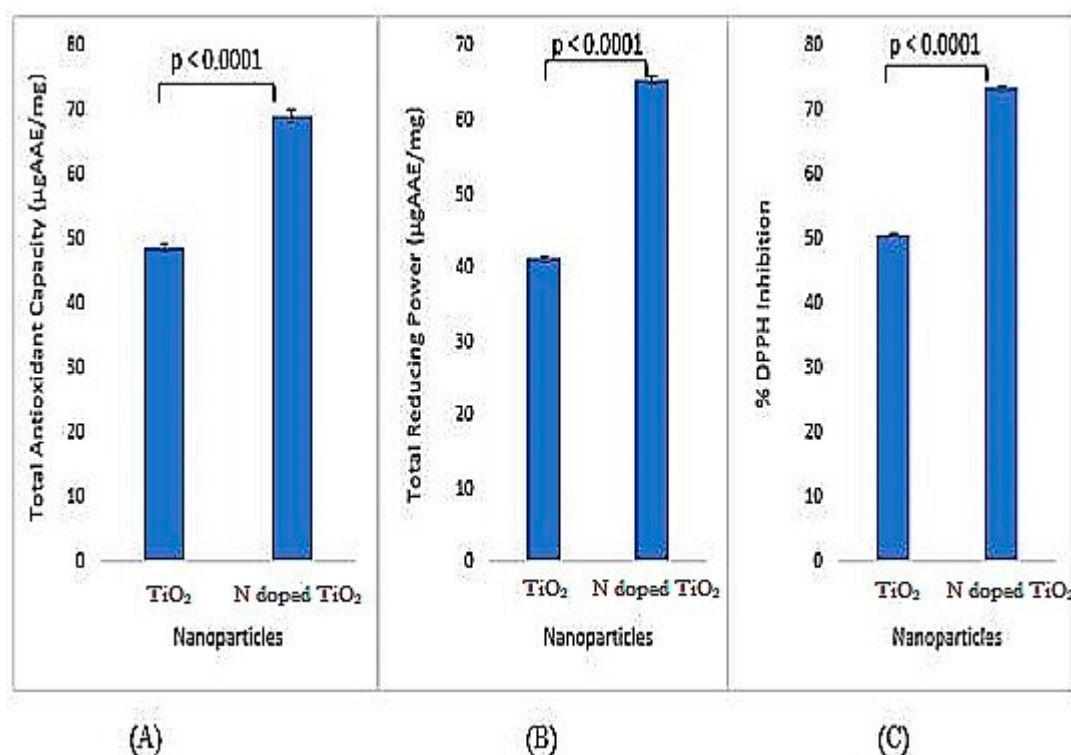 Total Antioxidant Capacity (µgAAE/mg)
80
70
60
50
40
30
20
10
0
p < 0.0001
TiO₂
N doped TiO₂
Nanoparticles
(A)
Total Reducing Power (µgAAE/mg)
70
60
50
40
30
20
10
0
p < 0.0001
TiO₂
N doped TiO₂
Nanoparticles
(B)
% DPPH Inhibition
80
70
60
50
40
30
20
10
0
p < 0.0001
TiO₂
N doped TiO₂
Nanoparticles
(C)